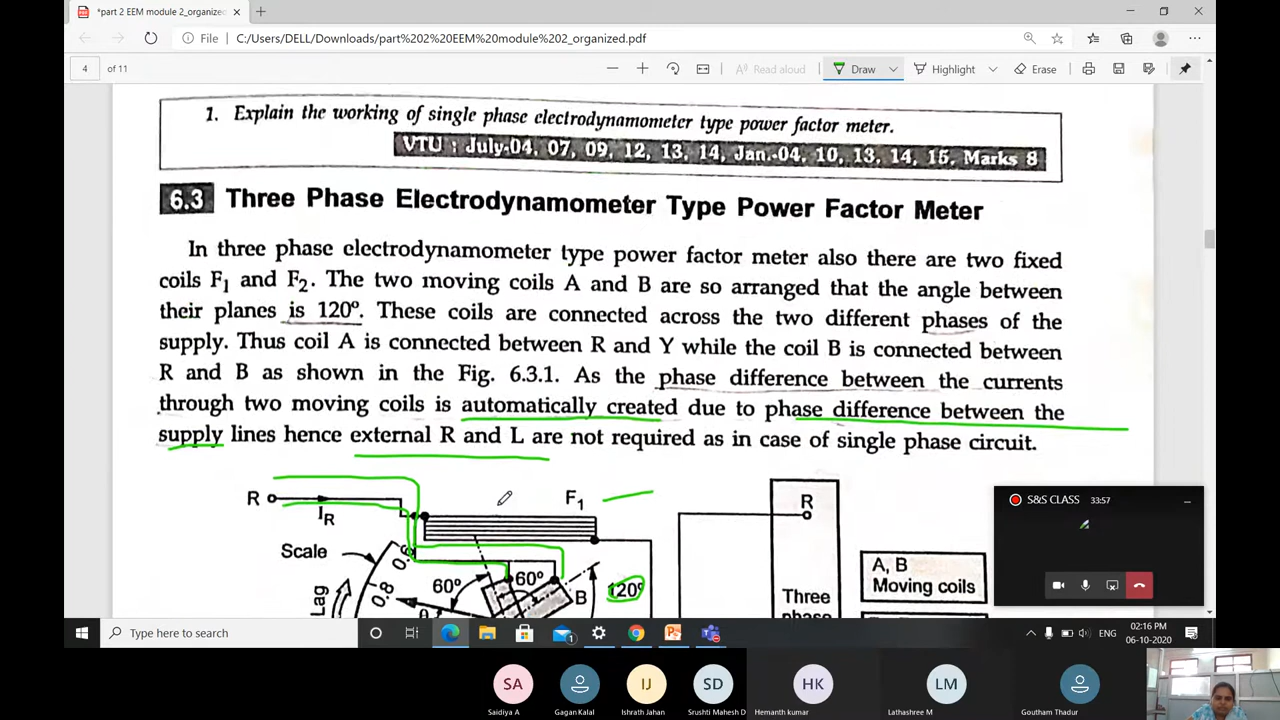 *part 2 EEM module 2_organized
File
C:/Users/DELL/Downloads/part%202%20EEM%20module%202_organized.pdf
4
of 11
Read aloud
Draw
Highlight
Erase
1. Explain the working of single phase electrodynamometer type power factor meter.
VTU : July-04, 07, 09, 12, 13, 14, Jan.-04, 10, 13, 14, 15, Marks 8
6.3 Three Phase Electrodynamometer Type Power Factor Meter
In three phase electrodynamometer type power factor meter also there are two fixed
coils F1 and F2. The two moving coils A and B are so arranged that the angle between
their planes is 120°. These coils are connected across the two different phases of the
supply. Thus coil A is connected between R and Y while the coil B is connected between
R and B as shown in the Fig. 6.3.1. As the phase difference between the currents
through two moving coils is automatically created due to phase difference between the
supply lines hence external R and L are not required as in case of single phase circuit.
R
IR
F1
R
Scale
0.6
0.8
Lag
60°
60°
B
120°
θ
Three
phase
A, B
Moving coils
S&S CLASS
33:57
Type here to search
1
ENG
02:16 PM
06-10-2020
SA
IJ
SD
HK
LM
Saidiya A
Gagan Kalal
Ishrath Jahan
Srushti Mahesh D
Hemanth kumar
Lathashree M
Goutham Thadur